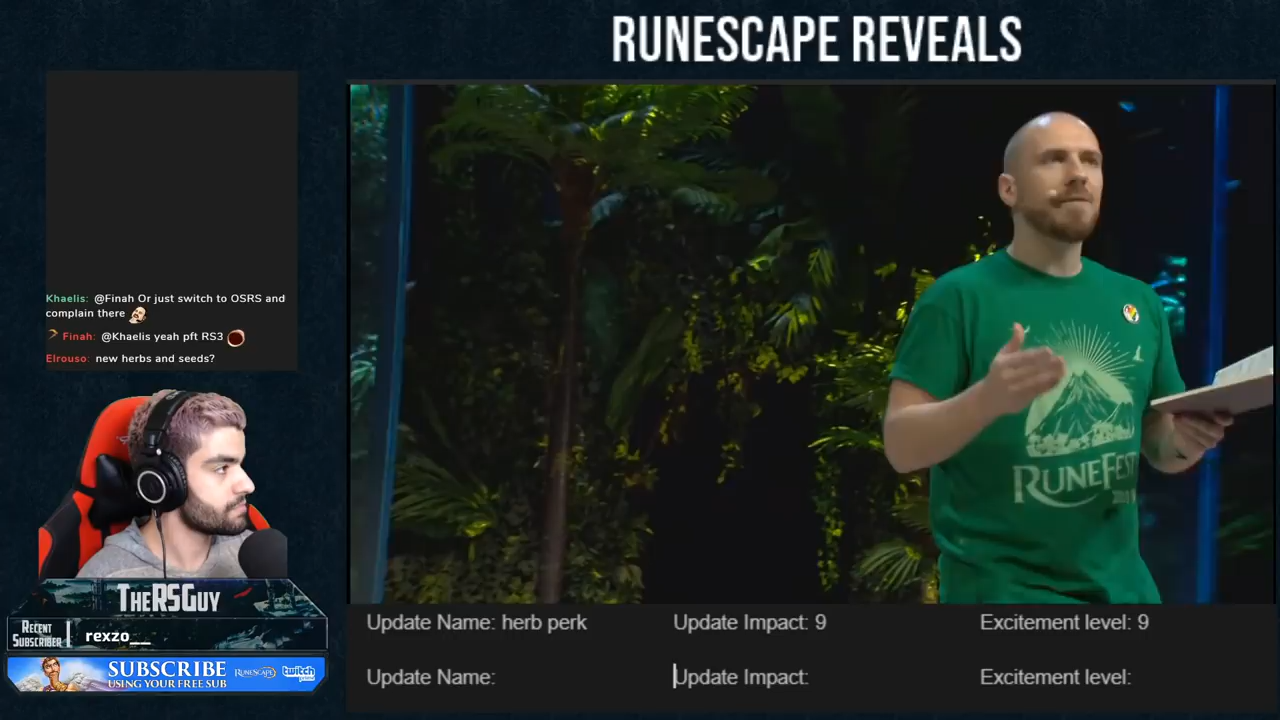 RUNESCAPE REVEALS
Khaelis: @Finah Or just switch to OSRS and
complain there
Finah: @Khaelis yeah pft RS3
Elrouso: new herbs and seeds?
RUNEFEST
THERSGUY
RECENT
SUBSCRIBER
rexzo__
SUBSCRIBE
USING YOUR FREE SUB
RUNESCAPE
twitch
prime
Update Name: herb perk Update Impact: 9 Excitement level: 9
Update Name: Update Impact: Excitement level: